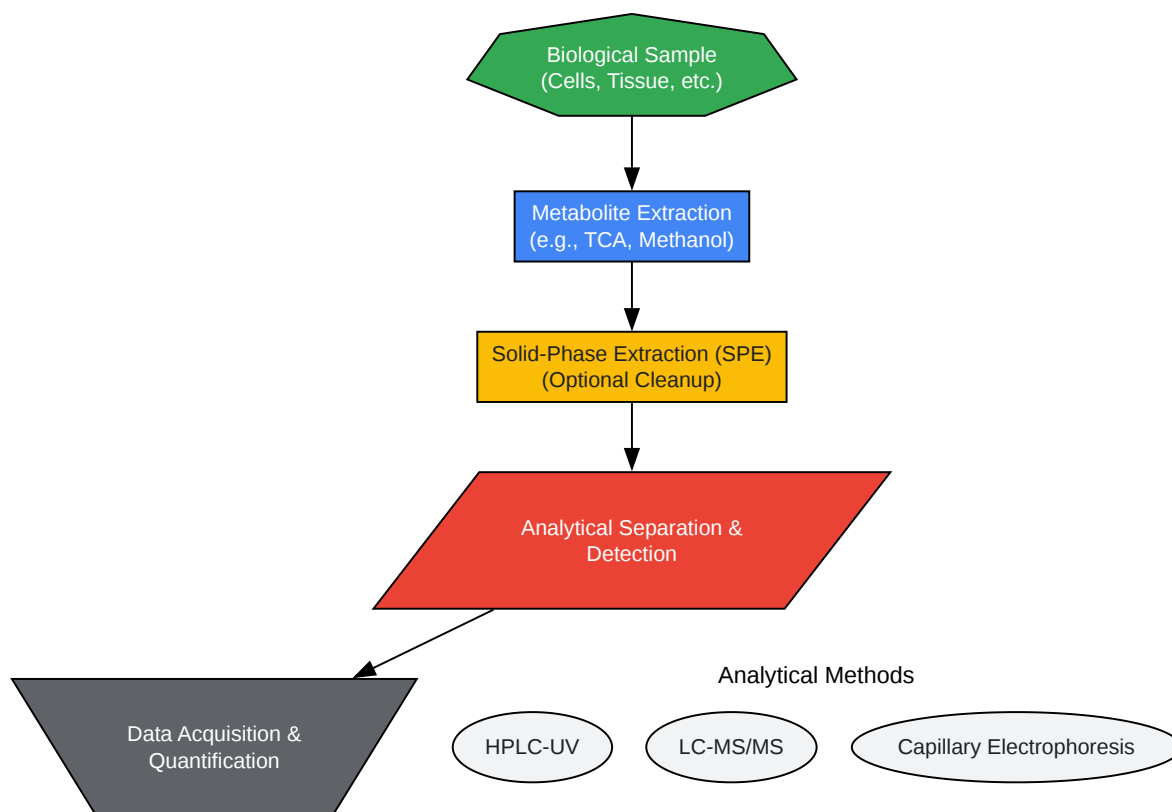 Biological Sample
(Cells, Tissue, etc.)
Metabolite Extraction
(e.g., TCA, Methanol)
Solid-Phase Extraction (SPE)
(Optional Cleanup)
Analytical Separation &
Detection
Analytical Methods
Data Acquisition &
Quantification
HPLC-UV
LC-MS/MS
Capillary Electrophoresis